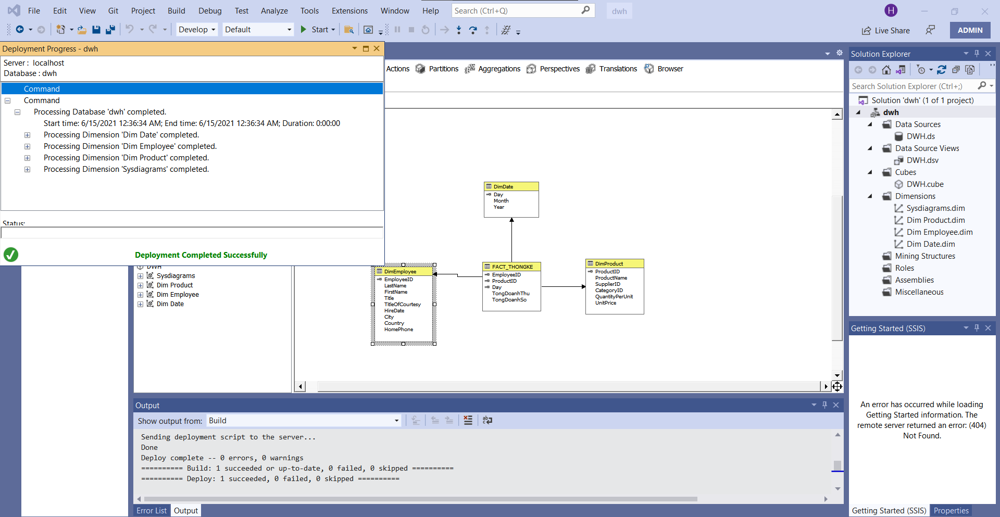 File Edit View Git Project Build Debug Test Analyze Tools Extensions Window Help Search (Ctrl+Q) dwh H
Develop Default Start Live Share ADMIN
Deployment Progress - dwh
Server : localhost
Database : dwh
Command
Command
Processing Database 'dwh' completed.
Start time: 6/15/2021 12:36:34 AM; End time: 6/15/2021 12:36:34 AM; Duration: 0:00:00
Processing Dimension 'Dim Date' completed.
Processing Dimension 'Dim Employee' completed.
Processing Dimension 'Dim Product' completed.
Processing Dimension 'Sysdiagrams' completed.
Status:
Deployment Completed Successfully
Actions Partitions Aggregations Perspectives Translations Browser
DWH
Sysdiagrams
Dim Product
Dim Employee
Dim Date
DimDate
Day
Month
Year
DimEmployee
EmployeeID
LastName
FirstName
Title
TitleOfCourtesy
HireDate
City
Country
HomePhone
FACT_THONGKE
EmployeeID
ProductID
Day
TongDoanhThu
TongDoanhSo
DimProduct
ProductID
ProductName
SupplierID
CategoryID
QuantityPerUnit
UnitPrice
Output
Show output from: Build
Sending deployment script to the server...
Done
Deploy complete -- 0 errors, 0 warnings
========== Build: 1 succeeded or up-to-date, 0 failed, 0 skipped ==========
========== Deploy: 1 succeeded, 0 failed, 0 skipped ==========
Error List Output
Solution Explorer
Search Solution Explorer (Ctrl+;)
Solution 'dwh' (1 of 1 project)
dwh
Data Sources
DWH.ds
Data Source Views
DWH.dsv
Cubes
DWH.cube
Dimensions
Sysdiagrams.dim
Dim Product.dim
Dim Employee.dim
Dim Date.dim
Mining Structures
Roles
Assemblies
Miscellaneous
Getting Started (SSIS)
An error has occurred while loading
Getting Started information. The
remote server returned an error: (404)
Not Found.
Getting Started (SSIS) Properties